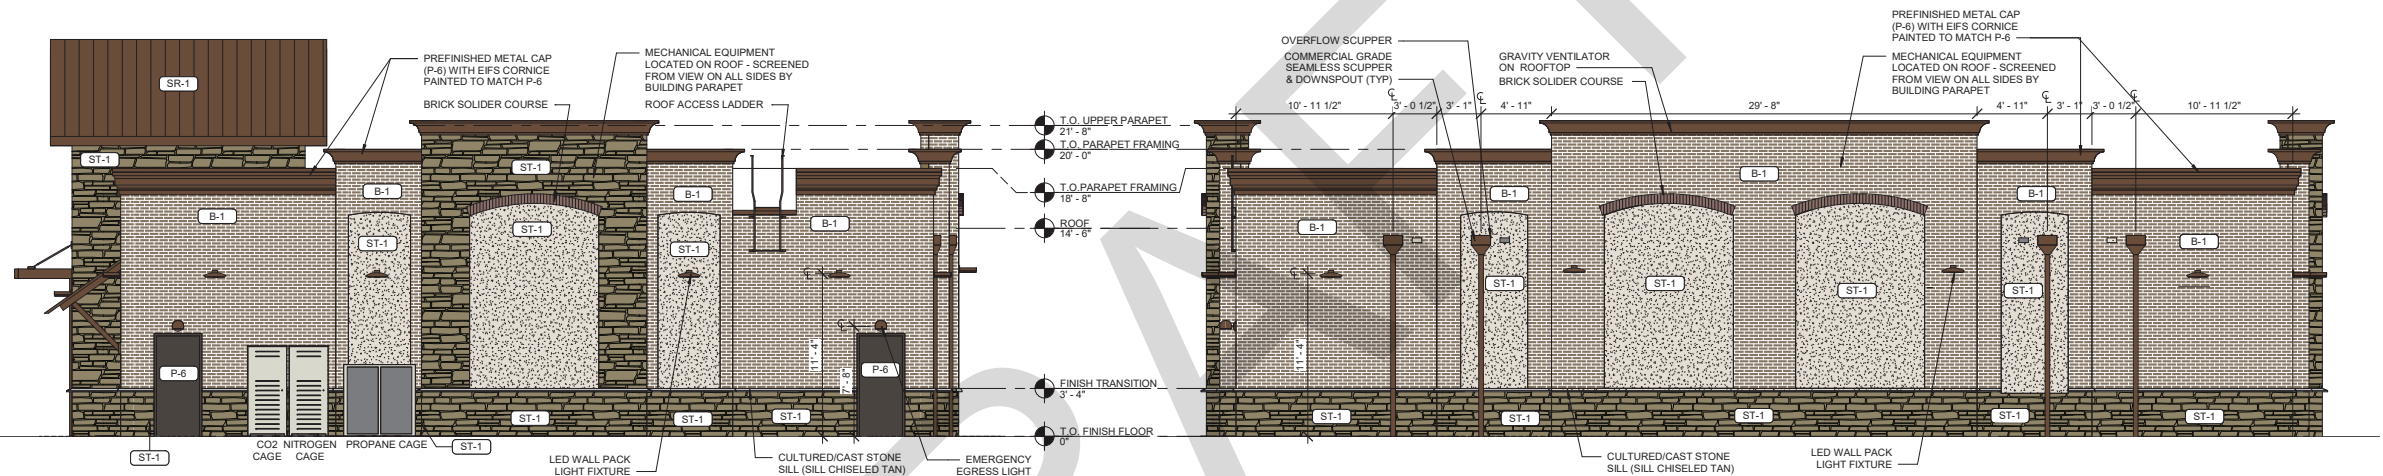 SR-1
ST-1
PREFINISHED METAL CAP
(P-6) WITH EIFS CORNICE
PAINTED TO MATCH P-6
BRICK SOLIDER COURSE
MECHANICAL EQUIPMENT
LOCATED ON ROOF - SCREENED
FROM VIEW ON ALL SIDES BY
BUILDING PARAPET
ROOF ACCESS LADDER
ST-1
B-1
B-1
B-1
B-1
ST-1
ST-1
ST-1
P-6
P-6
11' - 4"
7' - 8"
ST-1
ST-1
ST-1
CO2
CAGE
NITROGEN
CAGE
PROPANE CAGE
ST-1
ST-1
LED WALL PACK
LIGHT FIXTURE
CULTURED/CAST STONE
SILL (SILL CHISELED TAN)
EMERGENCY
EGRESS LIGHT
T.O. UPPER PARAPET
21' - 8"
T.O. PARAPET FRAMING
20' - 0"
T.O.PARAPET FRAMING
18' - 8"
ROOF
14' - 6"
FINISH TRANSITION
3' - 4"
T.O. FINISH FLOOR
0"
OVERFLOW SCUPPER
COMMERCIAL GRADE
SEAMLESS SCUPPER
& DOWNSPOUT (TYP)
GRAVITY VENTILATOR
ON ROOFTOP
BRICK SOLIDER COURSE
PREFINISHED METAL CAP
(P-6) WITH EIFS CORNICE
PAINTED TO MATCH P-6
MECHANICAL EQUIPMENT
LOCATED ON ROOF - SCREENED
FROM VIEW ON ALL SIDES BY
BUILDING PARAPET
10' - 11 1/2"
3' - 0 1/2"
3' - 1"
4' - 11"
29' - 8"
4' - 11"
3' - 1"
3' - 0 1/2"
10' - 11 1/2"
B-1
B-1
B-1
B-1
B-1
ST-1
ST-1
ST-1
ST-1
11' - 4"
ST-1
ST-1
ST-1
ST-1
ST-1
CULTURED/CAST STONE
SILL (SILL CHISELED TAN)
LED WALL PACK
LIGHT FIXTURE